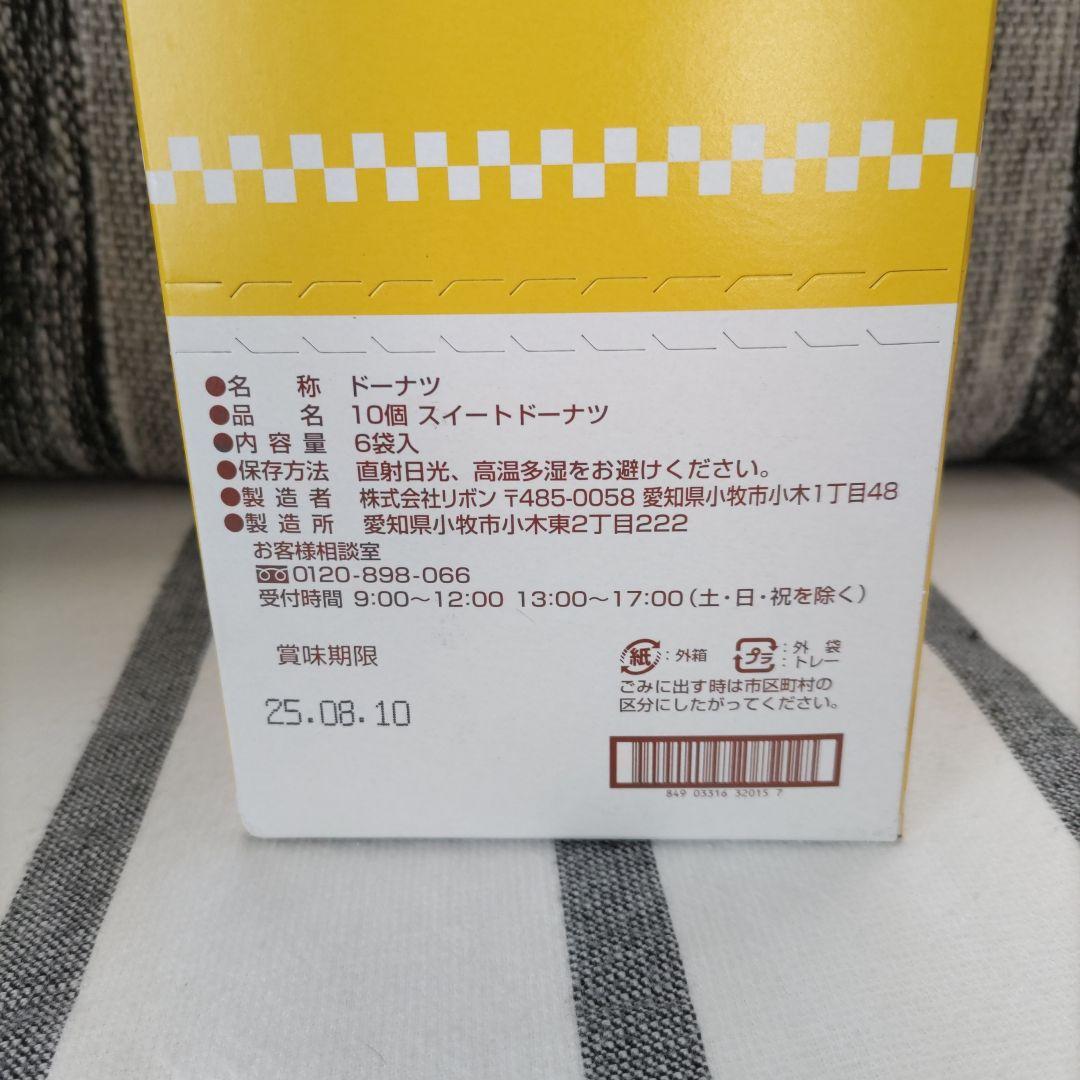 ●名　称 ドーナツ
●品　名 10個 スイートドーナツ
●内容量 6袋入
●保存方法 直射日光、高温多湿をお避けください。
●製造者 株式会社リボン 〒485-0058 愛知県小牧市小木1丁目48
●製造所 愛知県小牧市小木東2丁目222
お客様相談室
0120-898-066
受付時間 9:00～12:00 13:00～17:00（土・日・祝を除く）
賞味期限
25.08.10
紙：外箱
プラ：外 袋
：トレー
ごみに出す時は市区町村の
区分にしたがってください。
849 03316 32015 7